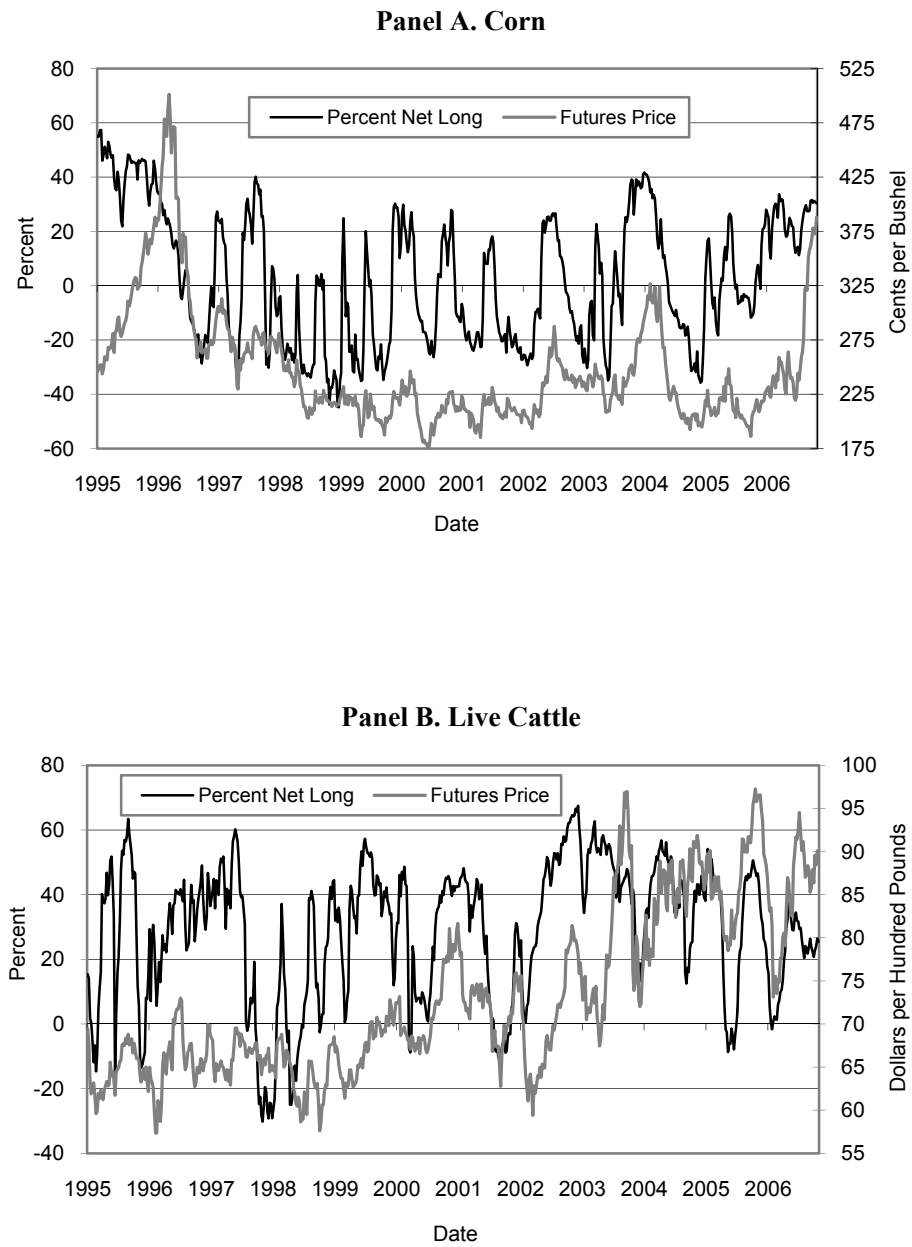 Panel A. Corn
80
60
40
20
0
-20
-40
-60
Percent
Percent Net Long
Futures Price
525
475
425
375
325
275
225
175
Cents per Bushel
1995 1996 1997 1998 1999 2000 2001 2002 2003 2004 2005 2006
Date
Panel B. Live Cattle
80
60
40
20
0
-20
-40
Percent
Percent Net Long
Futures Price
100
95
90
85
80
75
70
65
60
55
Dollars per Hundred Pounds
1995 1996 1997 1998 1999 2000 2001 2002 2003 2004 2005 2006
Date